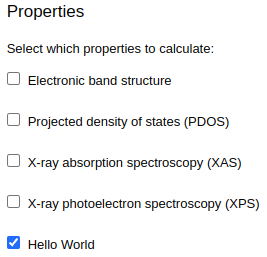 Properties
Select which properties to calculate:
Electronic band structure
Projected density of states (PDOS)
X-ray absorption spectroscopy (XAS)
X-ray photoelectron spectroscopy (XPS)
Hello World